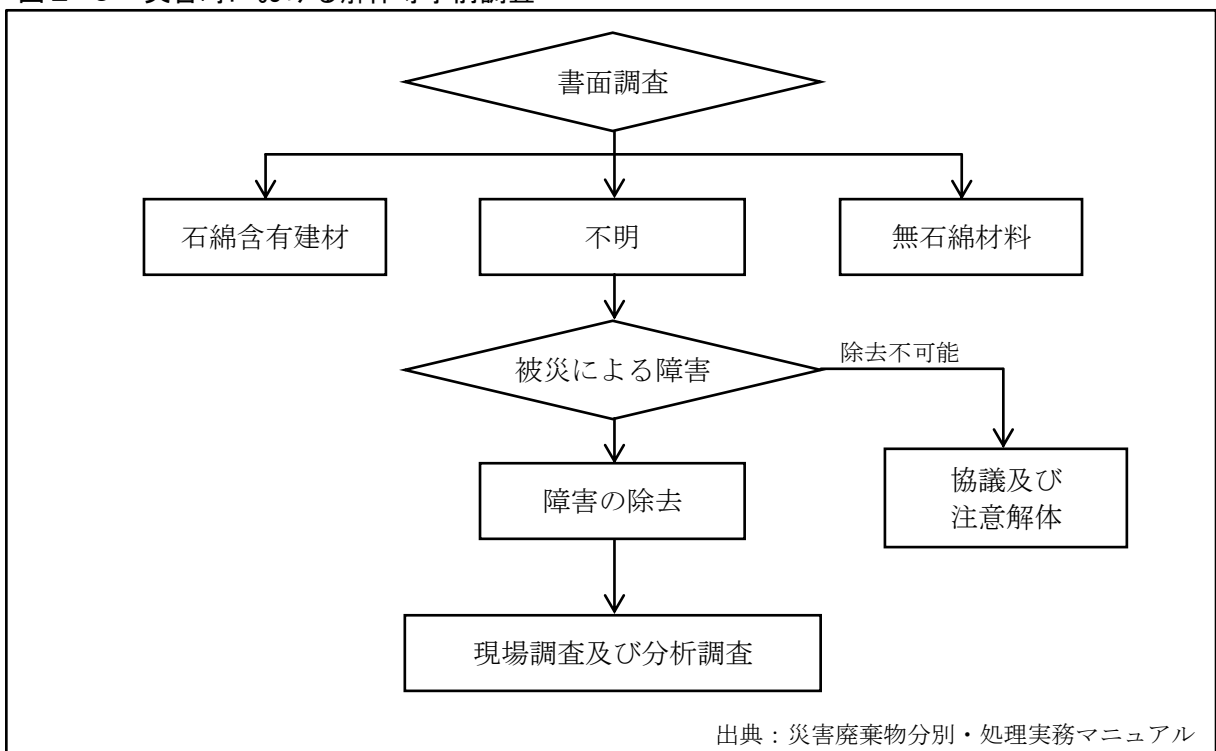 書面調査
石綿含有建材
不明
無石綿材料
被災による障害
除去不可能
障害の除去
協議及び
注意解体
現場調査及び分析調査
出典：災害廃棄物分別・処理実務マニュアル